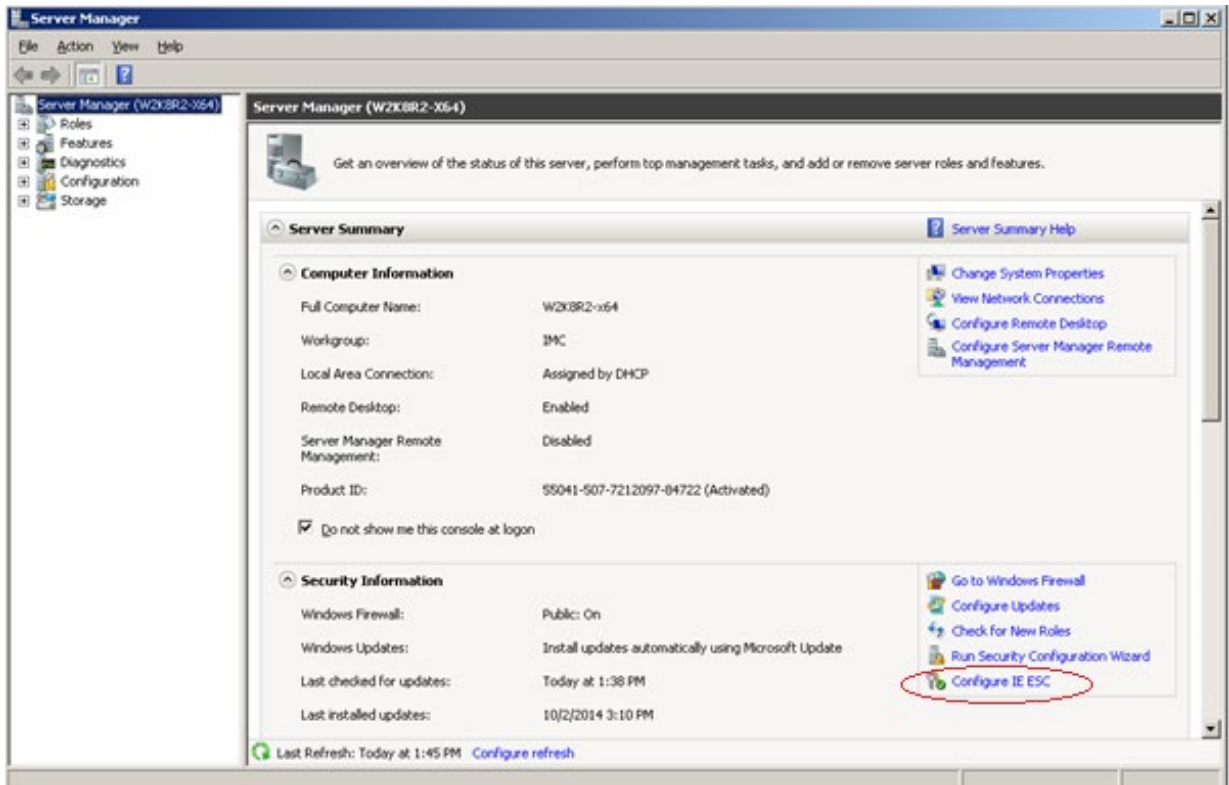 Server Manager
File Action View Help
Server Manager (W2K8R2-X64)
Roles
Features
Diagnostics
Configuration
Storage
Server Manager (W2K8R2-X64)
Get an overview of the status of this server, perform top management tasks, and add or remove server roles and features.
Server Summary
Server Summary Help
Computer Information
Full Computer Name: W2K8R2-x64
Workgroup: IMC
Local Area Connection: Assigned by DHCP
Remote Desktop: Enabled
Server Manager Remote
Management: Disabled
Product ID: 55041-507-7212097-84722 (Activated)
Do not show me this console at logon
Change System Properties
View Network Connections
Configure Remote Desktop
Configure Server Manager Remote
Management
Security Information
Windows Firewall: Public: On
Windows Updates: Install updates automatically using Microsoft Update
Last checked for updates: Today at 1:38 PM
Last installed updates: 10/2/2014 3:10 PM
Go to Windows Firewall
Configure Updates
Check for New Roles
Run Security Configuration Wizard
Configure IE ESC
Last Refresh: Today at 1:45 PM Configure refresh